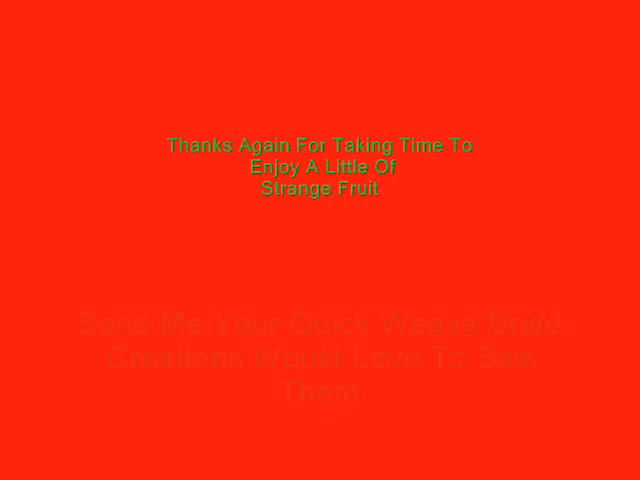 Thanks Again For Taking Time To
Enjoy A Little Of
Strange Fruit
Send Me Your Quick Weave Braid
Creations Would Love To See
Them